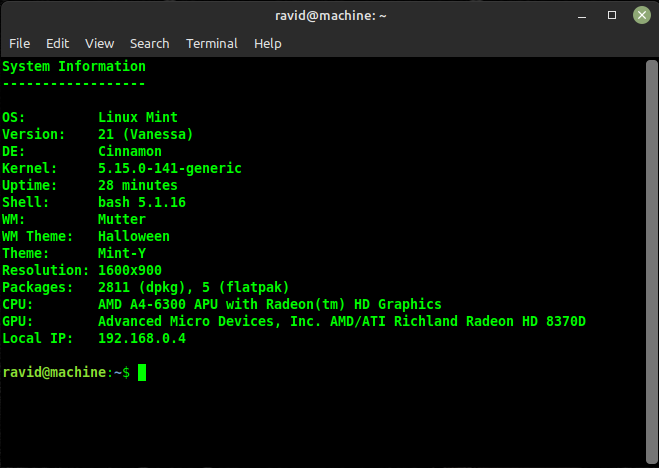 ravid@machine: ~
File Edit View Search Terminal Help
System Information
------------------
OS: Linux Mint
Version: 21 (Vanessa)
DE: Cinnamon
Kernel: 5.15.0-141-generic
Uptime: 28 minutes
Shell: bash 5.1.16
WM: Mutter
WM Theme: Halloween
Theme: Mint-Y
Resolution: 1600x900
Packages: 2811 (dpkg), 5 (flatpak)
CPU: AMD A4-6300 APU with Radeon(tm) HD Graphics
GPU: Advanced Micro Devices, Inc. AMD/ATI Richland Radeon HD 8370D
Local IP: 192.168.0.4
ravid@machine:~$